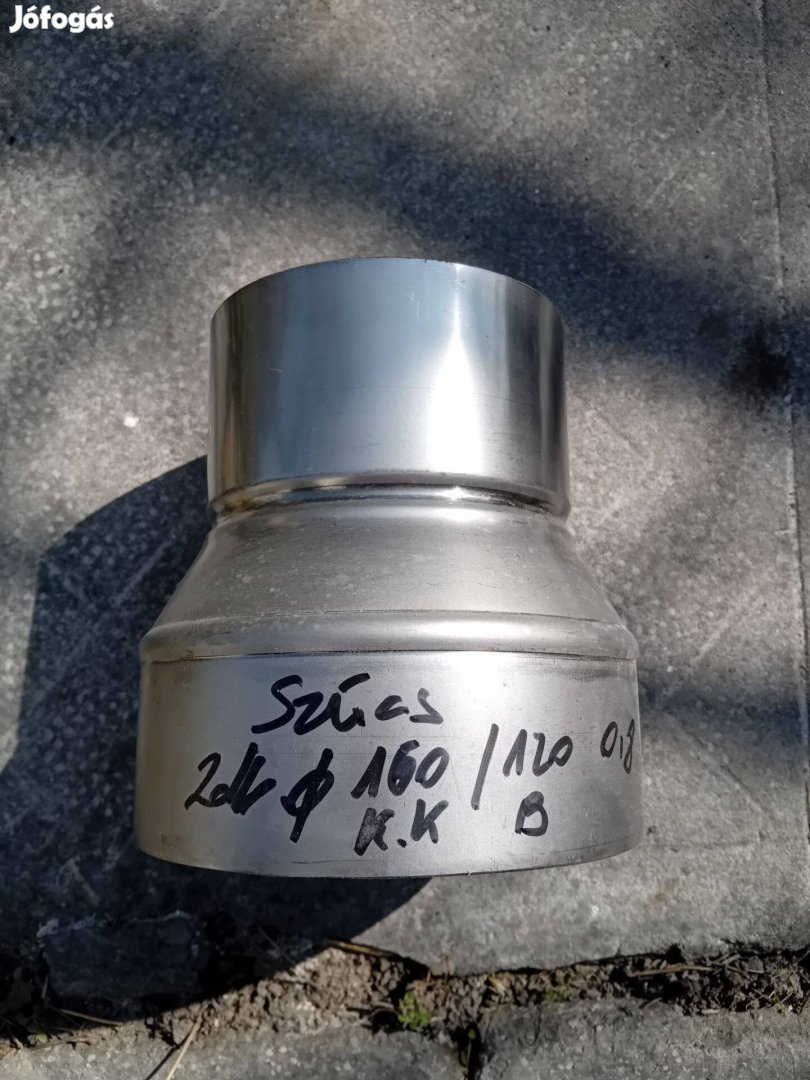 Jófogás
Szűcs
2db ϕ 160 / 120 0,8
K.K B